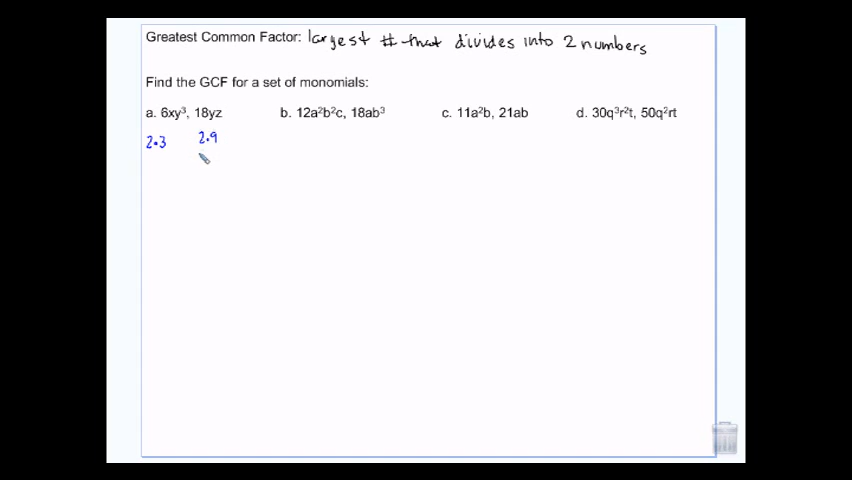 Greatest Common Factor: largest # that divides into 2 numbers
Find the GCF for a set of monomials:
a. 6xy³, 18yz b. 12a²b²c, 18ab³ c. 11a²b, 21ab d. 30q³r²t, 50q²rt
2•3 2•9